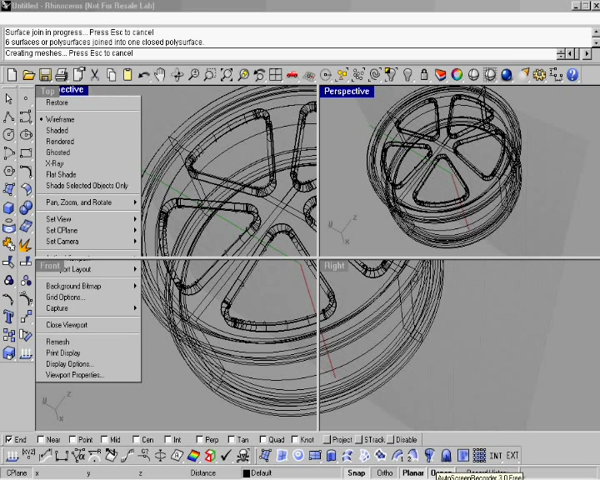 Untitled - Rhinoceros (Not For Resale Lab)
Surface join in progress... Press Esc to cancel
6 surfaces or polysurfaces joined into one closed polysurface.
Creating meshes... Press Esc to cancel
Top
ective
Perspective
Restore
Wireframe
Shaded
Rendered
Ghosted
X-Ray
Flat Shade
Shade Selected Objects Only
Pan, Zoom, and Rotate
Set View
Set CPlane
Set Camera
Front
rt Layout
Right
Background Bitmap
Grid Options...
Capture
Close Viewport
Remesh
Print Display
Display Options...
Viewport Properties...
End Near Point Mid Cen Int Perp Tan Quad Knot Project STrack Disable
INT EXT
CPlane x y z Distance Default Snap Ortho Planar Osnap Record History
AutoScreenRecorder 3.0 Free